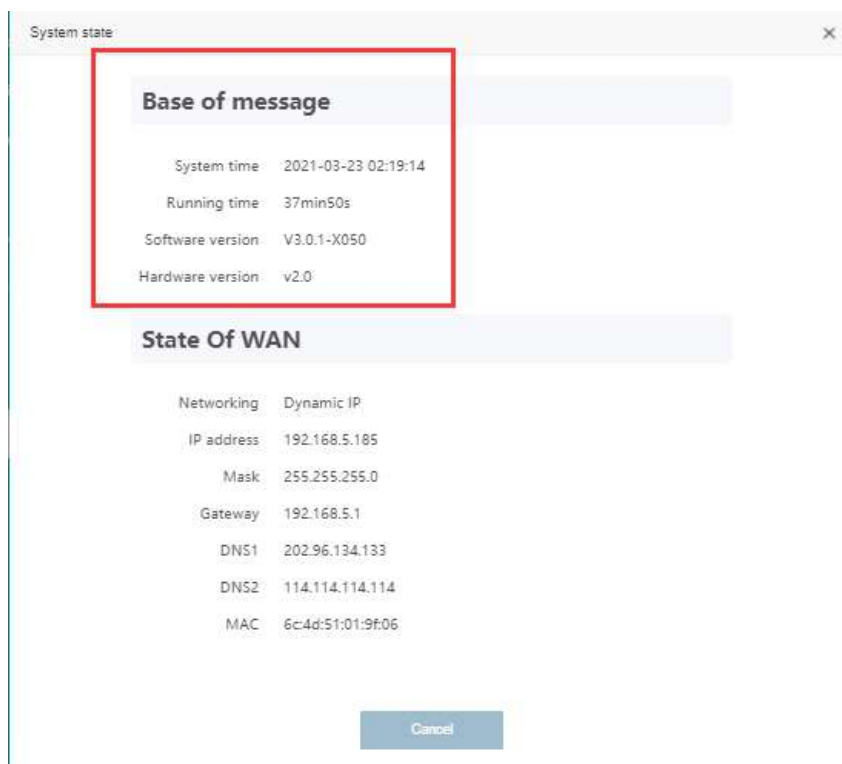 System state
Base of message
System time 2021-03-23 02:19:14
Running time 37min50s
Software version V3.0.1-X050
Hardware version v2.0
State Of WAN
Networking Dynamic IP
IP address 192.168.5.185
Mask 255.255.255.0
Gateway 192.168.5.1
DNS1 202.96.134.133
DNS2 114.114.114.114
MAC 6c:4d:51:01:9f:06
Cancel